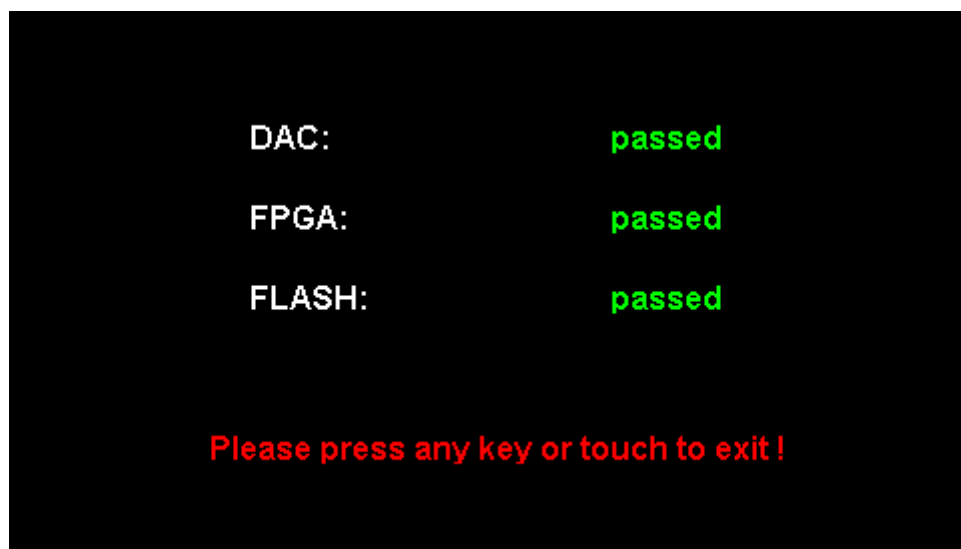 DAC: passed
FPGA: passed
FLASH: passed
Please press any key or touch to exit !